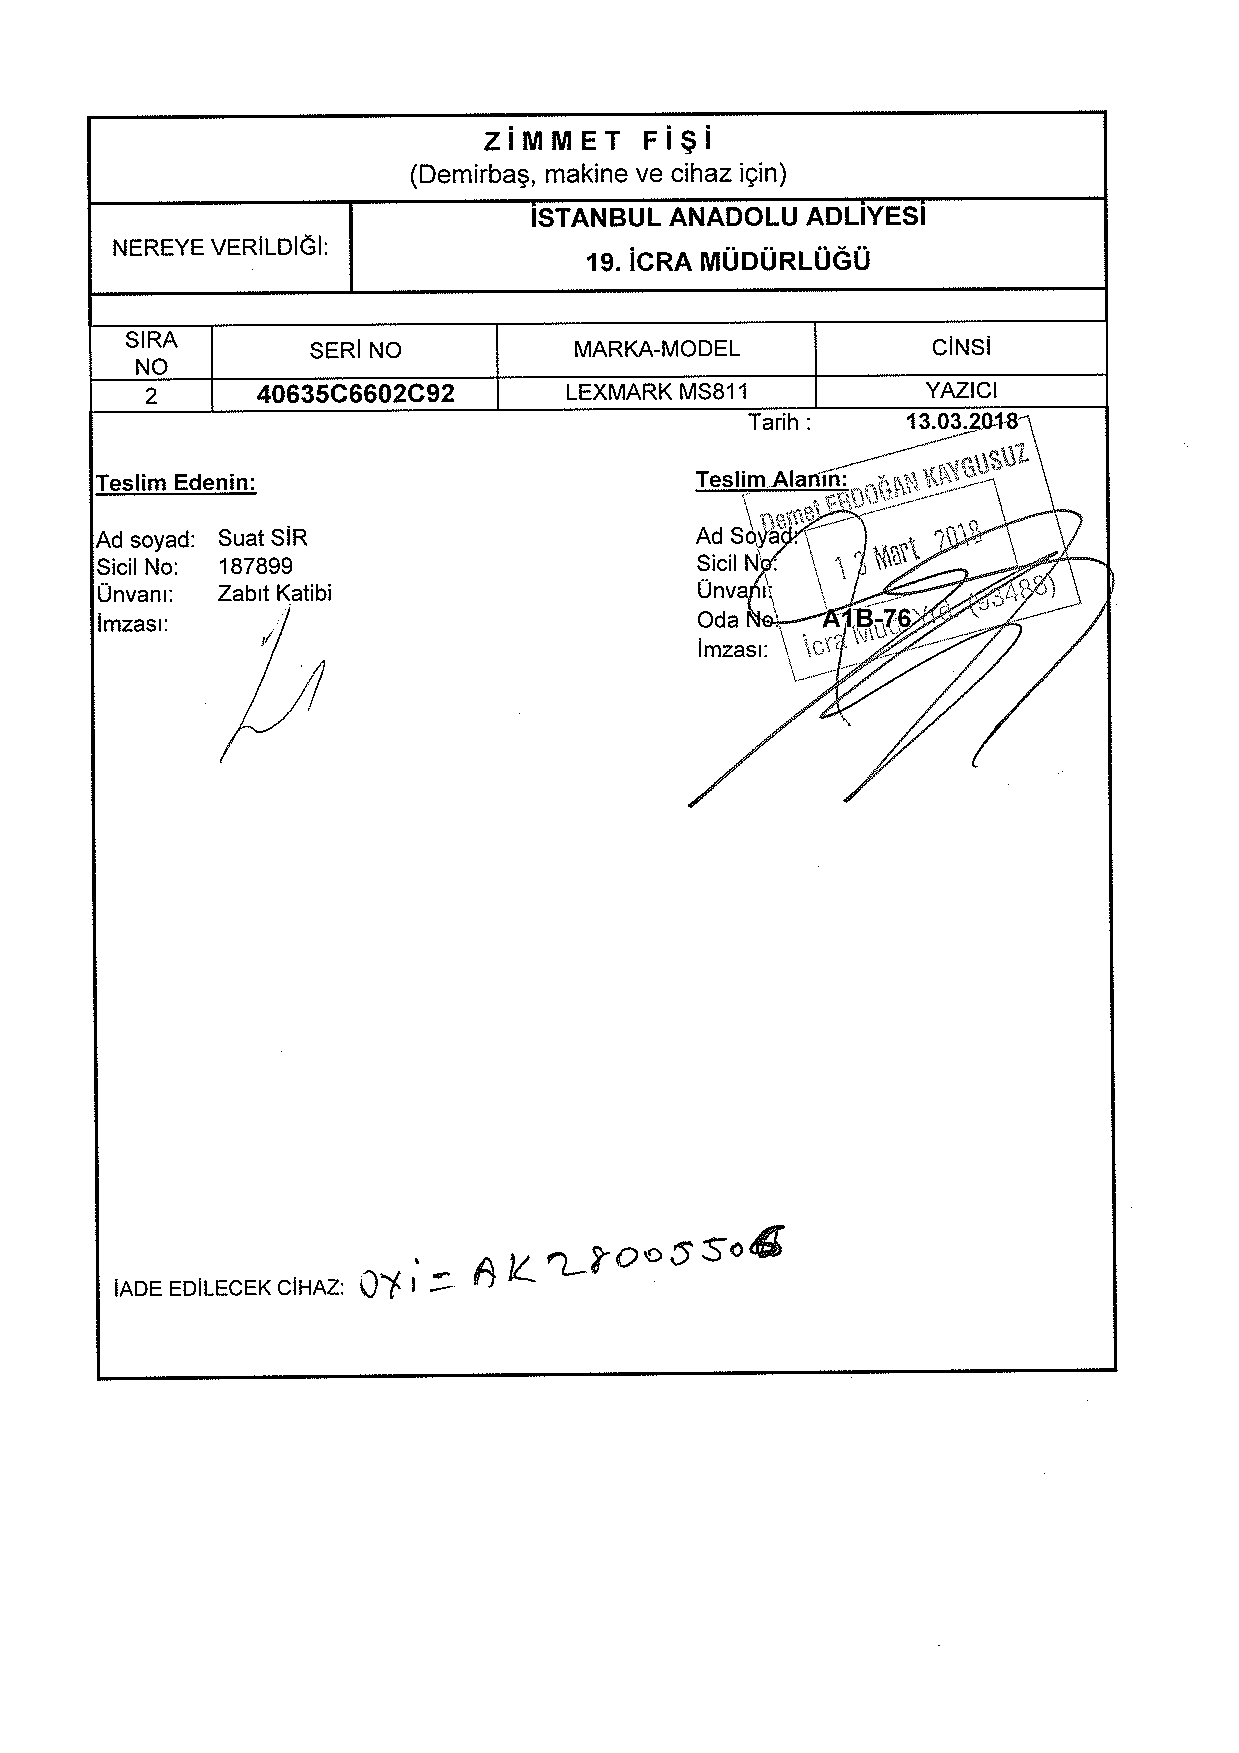 ZİMMET FİŞİ
(Demirbaş, makine ve cihaz için)
NEREYE VERİLDİĞİ:
İSTANBUL ANADOLU ADLİYESİ
19. İCRA MÜDÜRLÜĞÜ
SIRA NO SERİ NO MARKA-MODEL CİNSİ
2 40635C6602C92 LEXMARK MS811 YAZICI
Tarih : 13.03.2018
Teslim Edenin:
Ad soyad: Suat SİR
Sicil No: 187899
Ünvanı: Zabıt Katibi
İmzası:
Teslim Alanın:
Ad Soyad:
Sicil No:
Ünvanı:
Oda No: A1B-76
İmzası:
Demet ERDOĞAN KAYGUSUZ
13 Mart 2018
İcra Müd. Yrd. (93488)
İADE EDİLECEK CİHAZ: OYİ = AK2800550